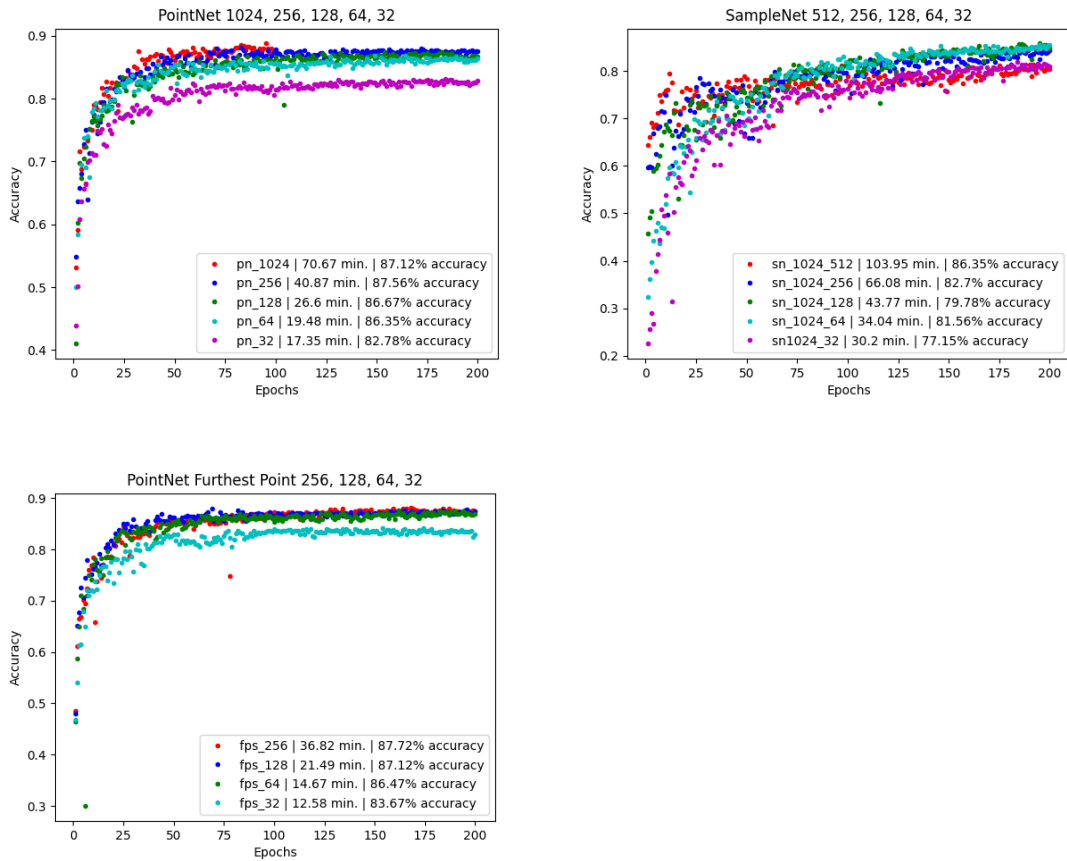 PointNet 1024, 256, 128, 64, 32
0.9
0.8
0.7
0.6
0.5
0.4
Accuracy
pn_1024 | 70.67 min. | 87.12% accuracy
pn_256 | 40.87 min. | 87.56% accuracy
pn_128 | 26.6 min. | 86.67% accuracy
pn_64 | 19.48 min. | 86.35% accuracy
pn_32 | 17.35 min. | 82.78% accuracy
0 25 50 75 100 125 150 175 200
Epochs
SampleNet 512, 256, 128, 64, 32
0.8
0.7
0.6
0.5
0.4
0.3
0.2
Accuracy
sn_1024_512 | 103.95 min. | 86.35% accuracy
sn_1024_256 | 66.08 min. | 82.7% accuracy
sn_1024_128 | 43.77 min. | 79.78% accuracy
sn_1024_64 | 34.04 min. | 81.56% accuracy
sn1024_32 | 30.2 min. | 77.15% accuracy
0 25 50 75 100 125 150 175 200
Epochs
PointNet Furthest Point 256, 128, 64, 32
0.9
0.8
0.7
0.6
0.5
0.4
0.3
Accuracy
fps_256 | 36.82 min. | 87.72% accuracy
fps_128 | 21.49 min. | 87.12% accuracy
fps_64 | 14.67 min. | 86.47% accuracy
fps_32 | 12.58 min. | 83.67% accuracy
0 25 50 75 100 125 150 175 200
Epochs